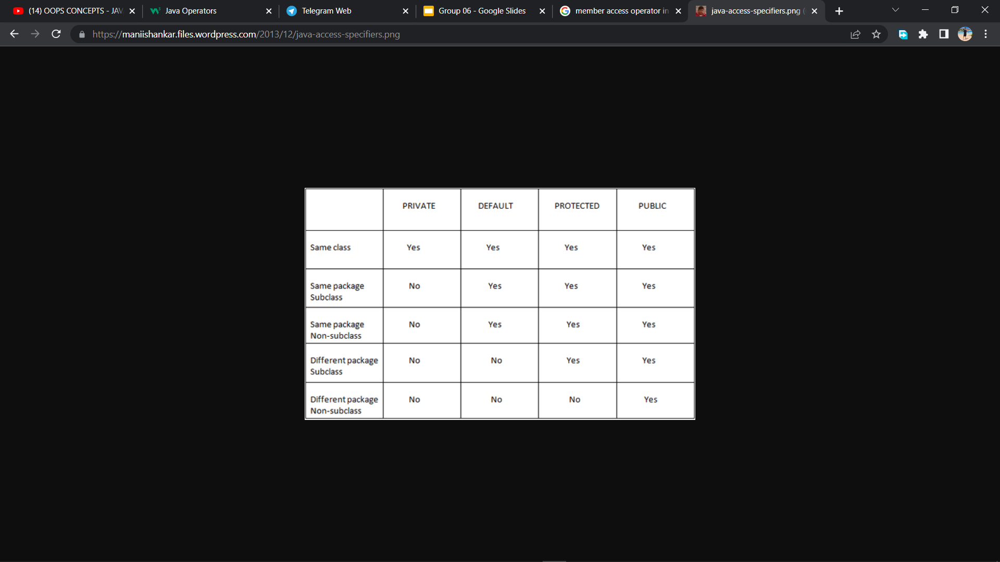 (14) OOPS CONCEPTS - JAV Java Operators Telegram Web Group 06 - Google Slides member access operator in java-access-specifiers.png (
https://maniishankar.files.wordpress.com/2013/12/java-access-specifiers.png
PRIVATE DEFAULT PROTECTED PUBLIC
Same class Yes Yes Yes Yes
Same package No Yes Yes Yes
Subclass
Same package No Yes Yes Yes
Non-subclass
Different package No No Yes Yes
Subclass
Different package No No No Yes
Non-subclass